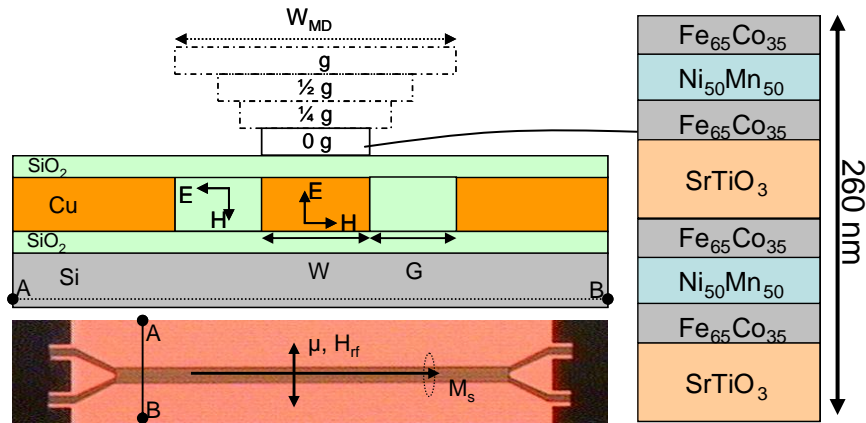 W_MD
g
½ g
¼ g
0 g
SiO₂
E
H
Cu
E
H
SiO₂
W
G
Si
A
B
A
B
μ, H_rf
M_s
Fe₆₅Co₃₅
Ni₅₀Mn₅₀
Fe₆₅Co₃₅
SrTiO₃
Fe₆₅Co₃₅
Ni₅₀Mn₅₀
Fe₆₅Co₃₅
SrTiO₃
260 nm